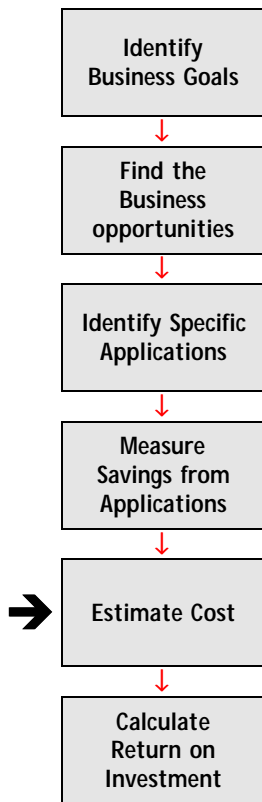 Identify
Business Goals
Find the
Business
opportunities
Identify Specific
Applications
Measure
Savings from
Applications
Estimate Cost
Calculate
Return on
Investment